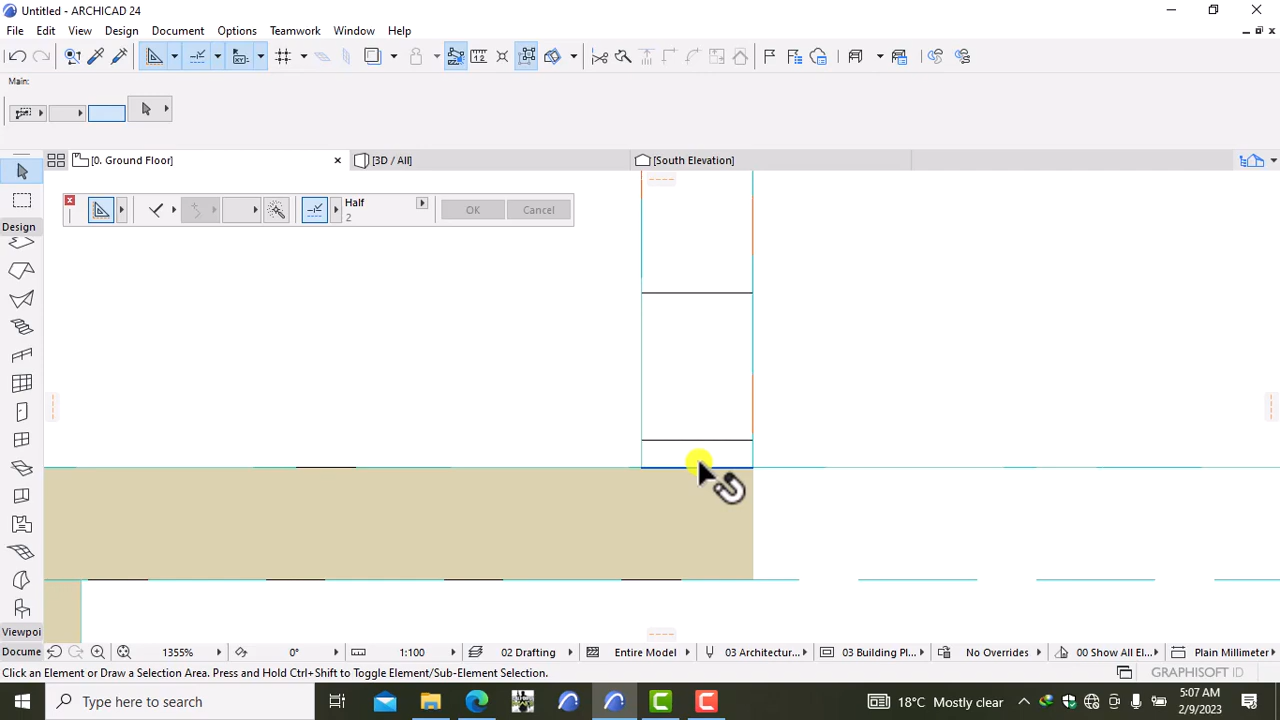 Untitled - ARCHICAD 24
File Edit View Design Document Options Teamwork Window Help
Main:
[0. Ground Floor] [3D / All] [South Elevation]
Half
2
OK Cancel
Design
Viewpoi
Docume 1355% 0° 1:100 02 Drafting Entire Model 03 Architectur... 03 Building Pl... No Overrides 00 Show All El... Plain Millimeter
Click an Element or Draw a Selection Area. Press and Hold Ctrl+Shift to Toggle Element/Sub-Element Selection.
GRAPHISOFT ID
Type here to search
18°C Mostly clear
5:07 AM
2/9/2023